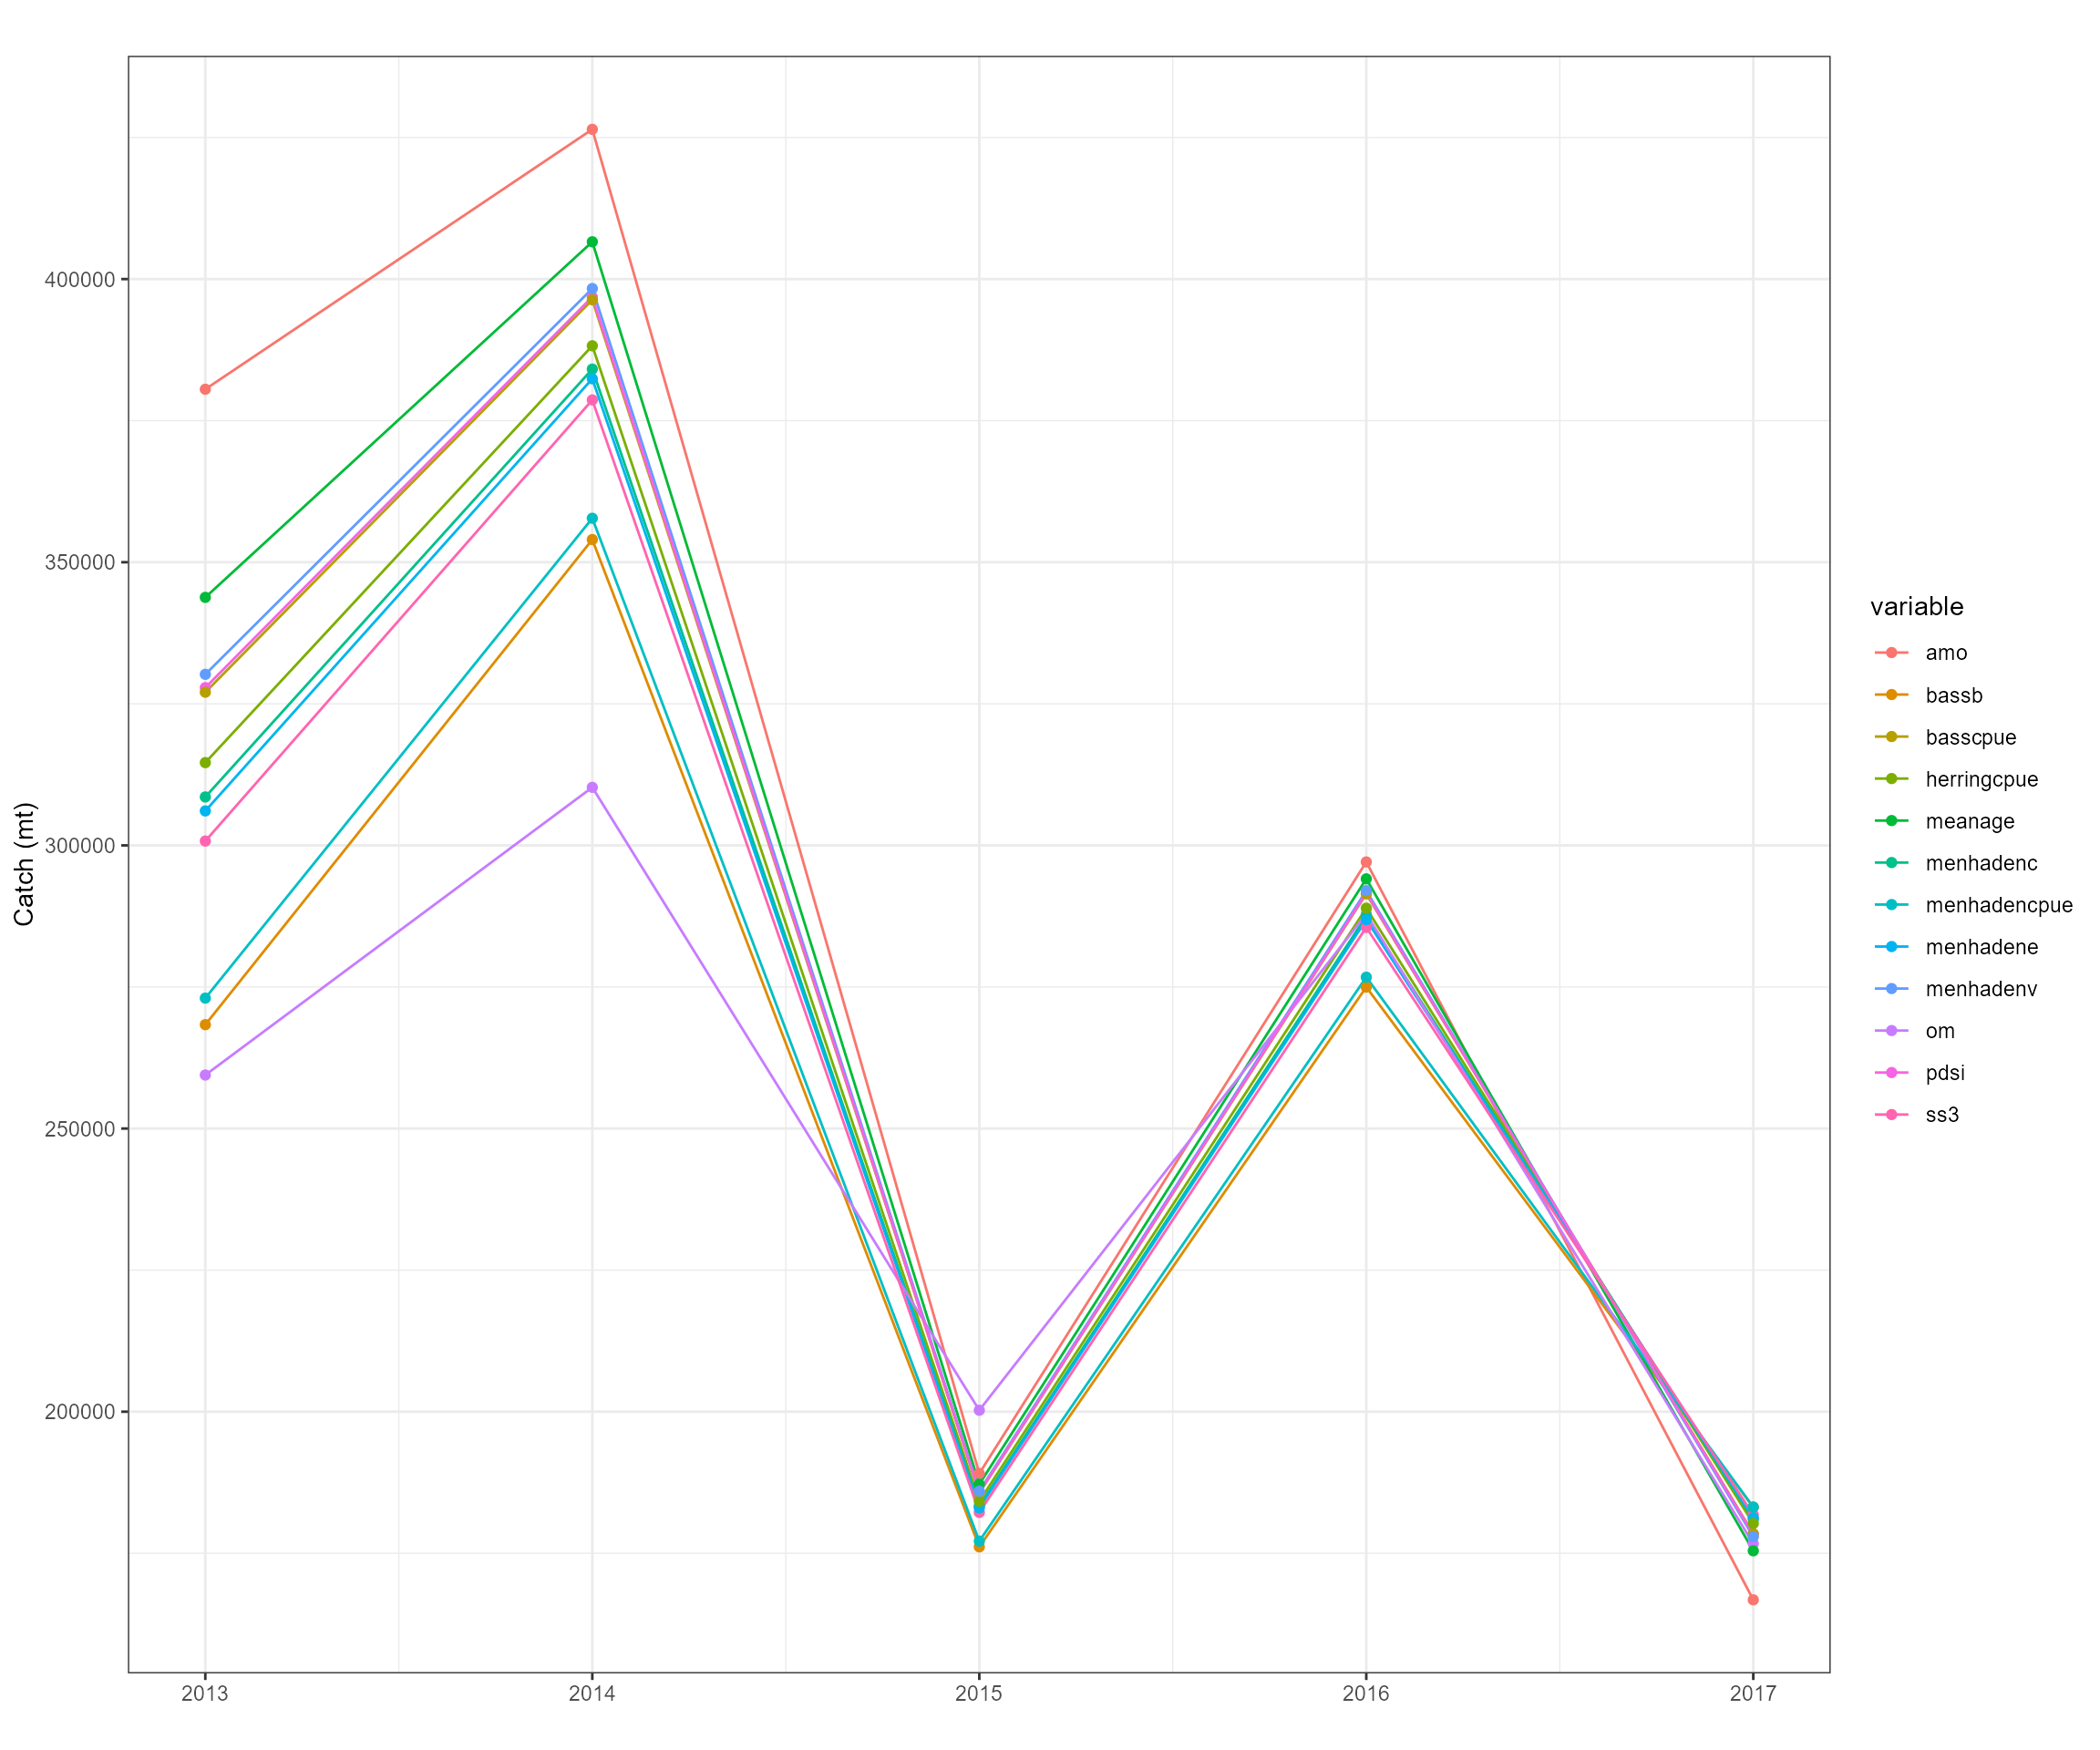 Catch (mt)
400000
350000
300000
250000
200000
2013
2014
2015
2016
2017
variable
amo
bassb
basscpue
herringcpue
meanage
menhadenc
menhadencpue
menhadene
menhadenv
om
pdsi
ss3